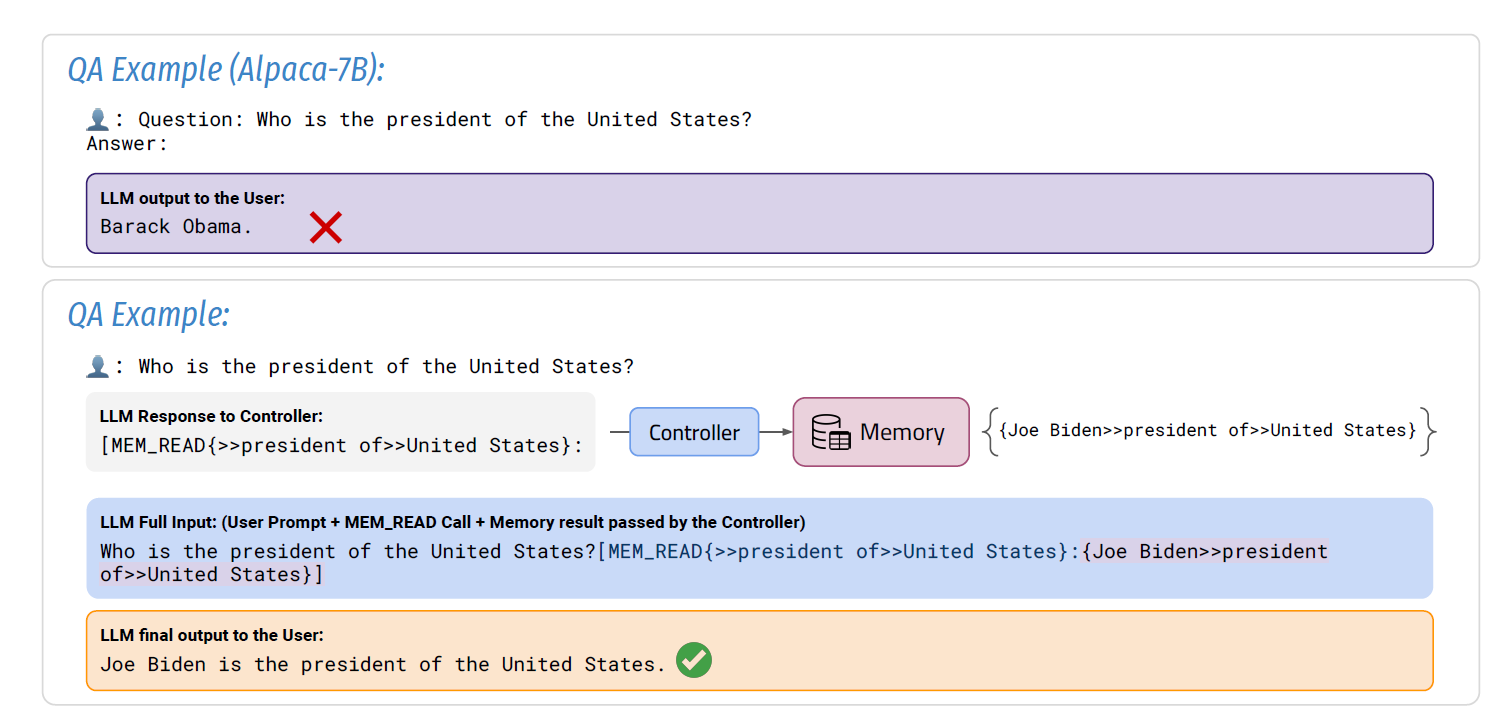 QA Example (Alpaca-7B):
: Question: Who is the president of the United States?
Answer:
LLM output to the User:
Barack Obama.
QA Example:
: Who is the president of the United States?
LLM Response to Controller:
[MEM_READ{>>president of>>United States}:
Controller
Memory
{Joe Biden>>president of>>United States}
LLM Full Input: (User Prompt + MEM_READ Call + Memory result passed by the Controller)
Who is the president of the United States?[MEM_READ{>>president of>>United States}:{Joe Biden>>president
of>>United States}]
LLM final output to the User:
Joe Biden is the president of the United States.